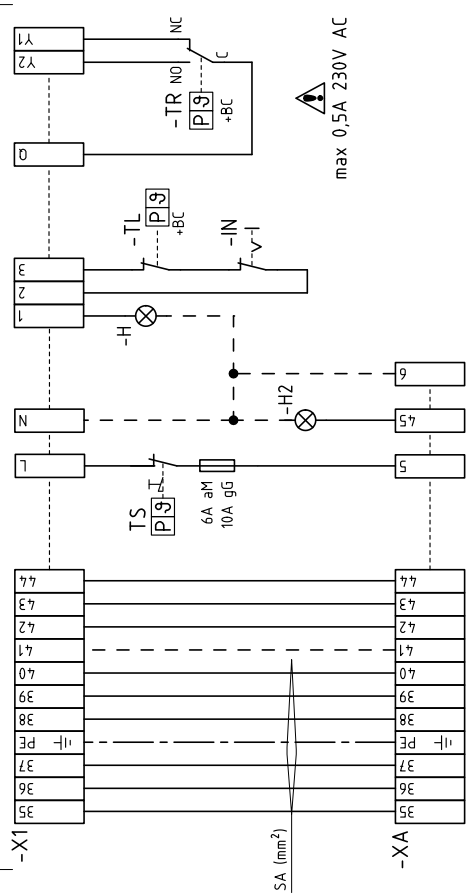 -X1
35
36
37
PE
38
39
40
41
42
43
44
L
N
1
2
3
Q
Y2
Y1
NO
NC
C
-TR
P ϑ
+BC
-TL
P ϑ
+BC
-H
-IN
TS
P ϑ
6A aM
10A gG
-H2
SA (mm²)
max 0,5A 230V AC
-XA
35
36
37
PE
38
39
40
41
42
43
44
5
45
6